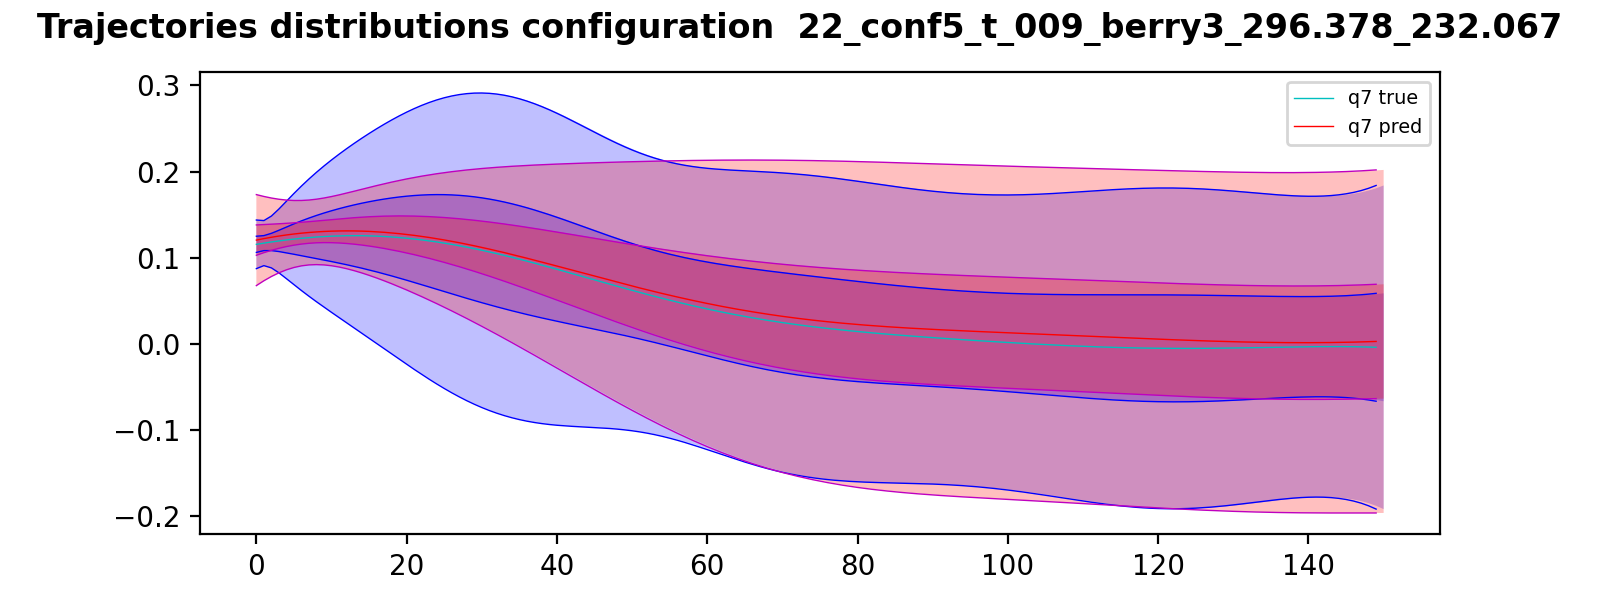 Trajectories distributions configuration  22_conf5_t_009_berry3_296.378_232.067
0.3
0.2
0.1
0.0
−0.1
−0.2
q7 true
q7 pred
0 20 40 60 80 100 120 140